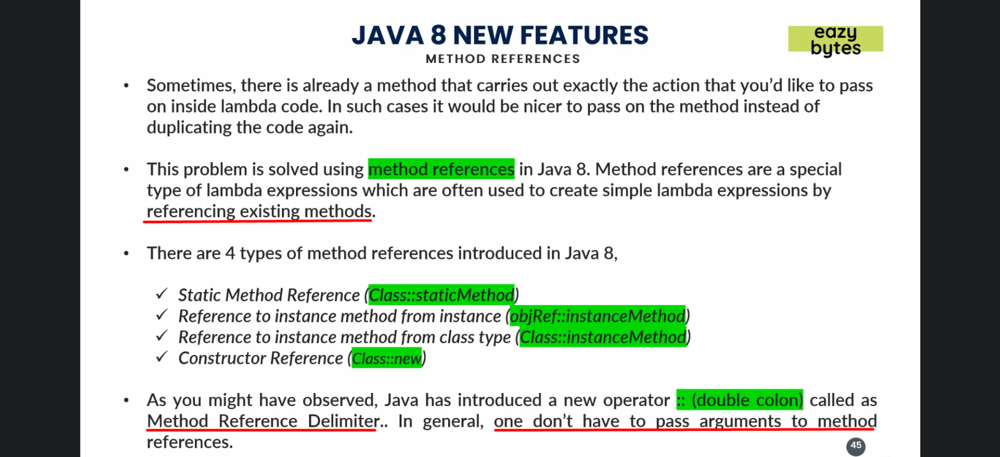 JAVA 8 NEW FEATURES
eazy
bytes
METHOD REFERENCES
• Sometimes, there is already a method that carries out exactly the action that you’d like to pass
on inside lambda code. In such cases it would be nicer to pass on the method instead of
duplicating the code again.
• This problem is solved using method references in Java 8. Method references are a special
type of lambda expressions which are often used to create simple lambda expressions by
referencing existing methods.
• There are 4 types of method references introduced in Java 8,
✓ Static Method Reference (Class::staticMethod)
✓ Reference to instance method from instance (objRef::instanceMethod)
✓ Reference to instance method from class type (Class::instanceMethod)
✓ Constructor Reference (Class::new)
• As you might have observed, Java has introduced a new operator :: (double colon) called as
Method Reference Delimiter.. In general, one don’t have to pass arguments to method
references.
45